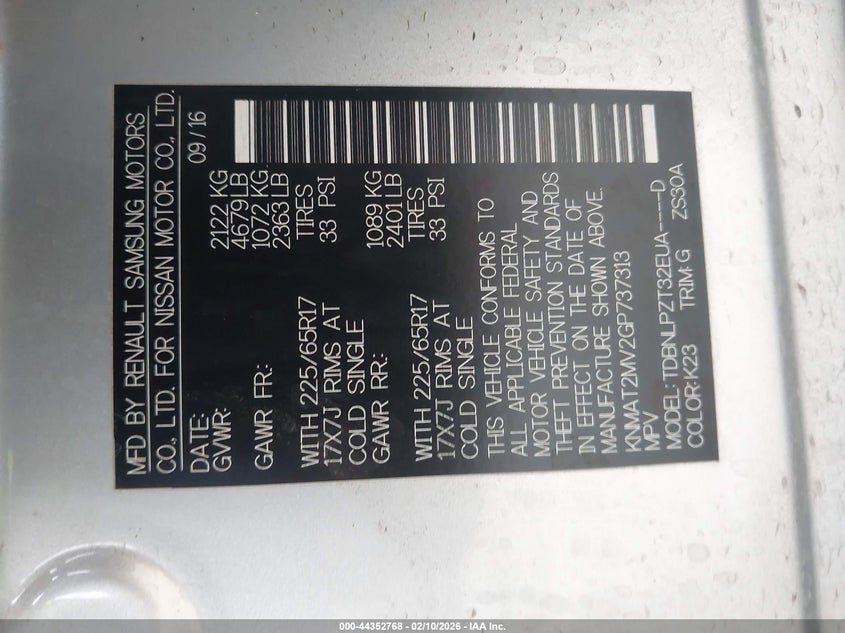 MFD BY RENAULT SAMSUNG MOTORS
CO., LTD. FOR NISSAN MOTOR CO., LTD.
DATE: 09/16
GVWR: 2122 KG
4679 LB
GAWR FR: 1072 KG
2363 LB
WITH 225/65R17 TIRES
17X7J RIMS AT 33 PSI
COLD SINGLE
GAWR RR: 1089 KG
2401 LB
WITH 225/65R17 TIRES
17X7J RIMS AT 33 PSI
COLD SINGLE
THIS VEHICLE CONFORMS TO
ALL APPLICABLE FEDERAL
MOTOR VEHICLE SAFETY AND
THEFT PREVENTION STANDARDS
IN EFFECT ON THE DATE OF
MANUFACTURE SHOWN ABOVE.
KNMAT2MV2GP737313
MPV
MODEL: TDBNLPZT32EUA----D
COLOR:K23 TRIM:G ZS30A
000-44352768 - 02/10/2026 - IAA Inc.